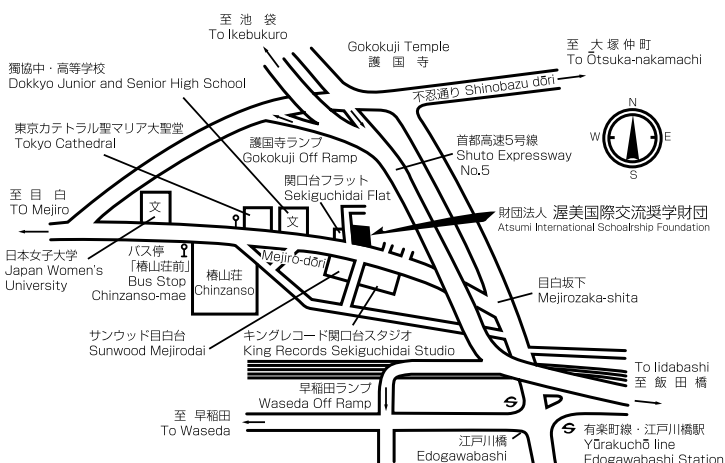 至 池 袋
To Ikebukuro
Gokokuji Temple
護 国 寺
至 大 塚 仲 町
To Ōtsuka-nakamachi
獨協中・高等学校
Dokkyo Junior and Senior High School
不忍通り Shinobazu dōri
N
W
E
S
東京カテトラル聖マリア大聖堂
Tokyo Cathedral
護国寺ランプ
Gokokuji Off Ramp
首都高速5号線
Shuto Expressway
No.5
関口台フラット
Sekiguchidai Flat
至 目 白
TO Mejiro
文
文
財団法人 渥美国際交流奨学財団
Atsumi International Schoalrship Foundation
日本女子大学
Japan Women's
University
バス停
「椿山荘前」
Bus Stop
Chinzanso-mae
椿山荘
Chinzanso
Mejiro-dōri
目白坂下
Mejirozaka-shita
サンウッド目白台
Sunwood Mejirodai
キングレコード関口台スタジオ
King Records Sekiguchidai Studio
To Iidabashi
至 飯 田 橋
早稲田ランプ
Waseda Off Ramp
至 早稲田
To Waseda
江戸川橋
Edogawabashi
有楽町線・江戸川橋駅
Yūrakuchō line
Edogawabashi Station